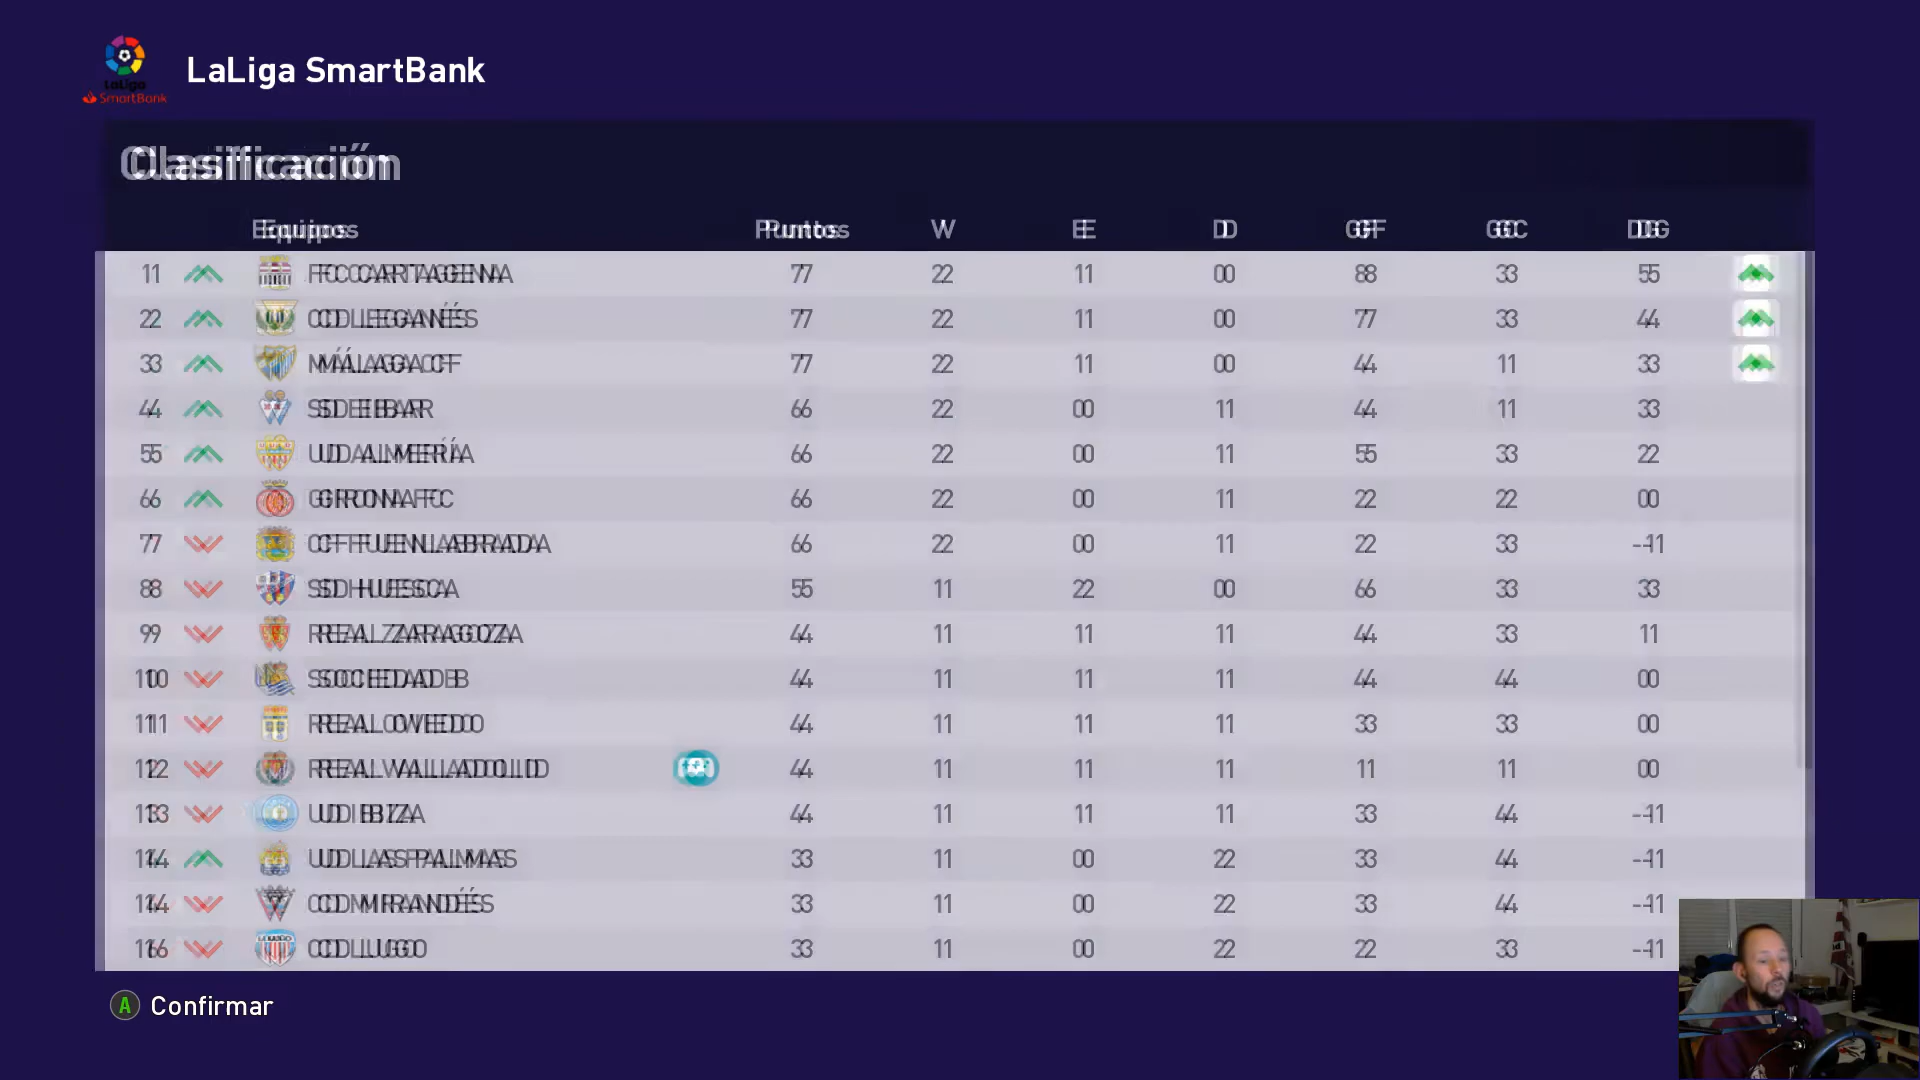 LaLiga
SmartBank
LaLiga SmartBank
Clasificación
Equipos Puntos W E D GF GC DG
1 FC CARTAGENA 7 2 1 0 8 3 5
2 CD LEGANÉS 7 2 1 0 7 3 4
3 MÁLAGA CF 7 2 1 0 4 1 3
4 SD EIBAR 6 2 0 1 4 1 3
5 UD ALMERÍA 6 2 0 1 5 3 2
6 GIRONA FC 6 2 0 1 2 2 0
7 CF FUENLABRADA 6 2 0 1 2 3 -1
8 SD HUESCA 5 1 2 0 6 3 3
9 REAL ZARAGOZA 4 1 1 1 4 3 1
10 SOCIEDAD B 4 1 1 1 4 4 0
11 REAL OVIEDO 4 1 1 1 3 3 0
12 REAL VALLADOLID 4 1 1 1 1 1 0
13 UD IBIZA 4 1 1 1 3 4 -1
14 UD LAS PALMAS 3 1 0 2 3 4 -1
14 CD MIRANDÉS 3 1 0 2 3 4 -1
16 CD LUGO 3 1 0 2 2 3 -1
A Confirmar